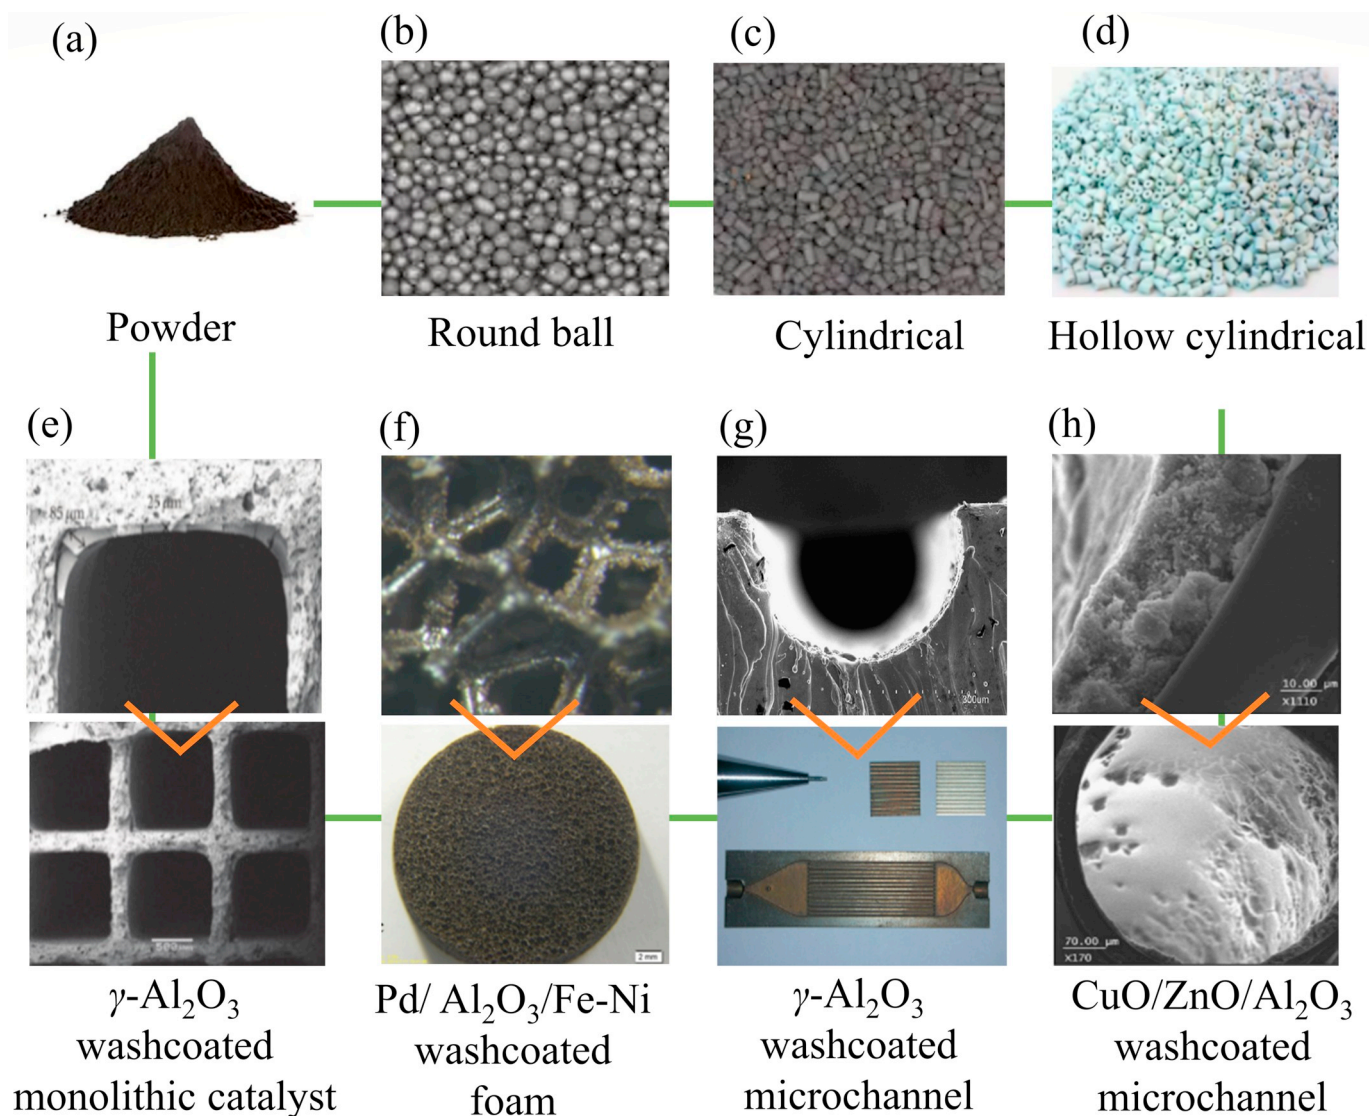 (a)
(b)
(c)
(d)
Powder
Round ball
Cylindrical
Hollow cylindrical
(e)
(f)
(g)
(h)
85 μm
25 μm
300um
10.00 μm
X1110
500 μm
2 mm
70.00 μm
X170
γ-Al₂O₃
washcoated
monolithic catalyst
Pd/ Al₂O₃/Fe-Ni
washcoated
foam
γ-Al₂O₃
washcoated
microchannel
CuO/ZnO/Al₂O₃
washcoated
microchannel